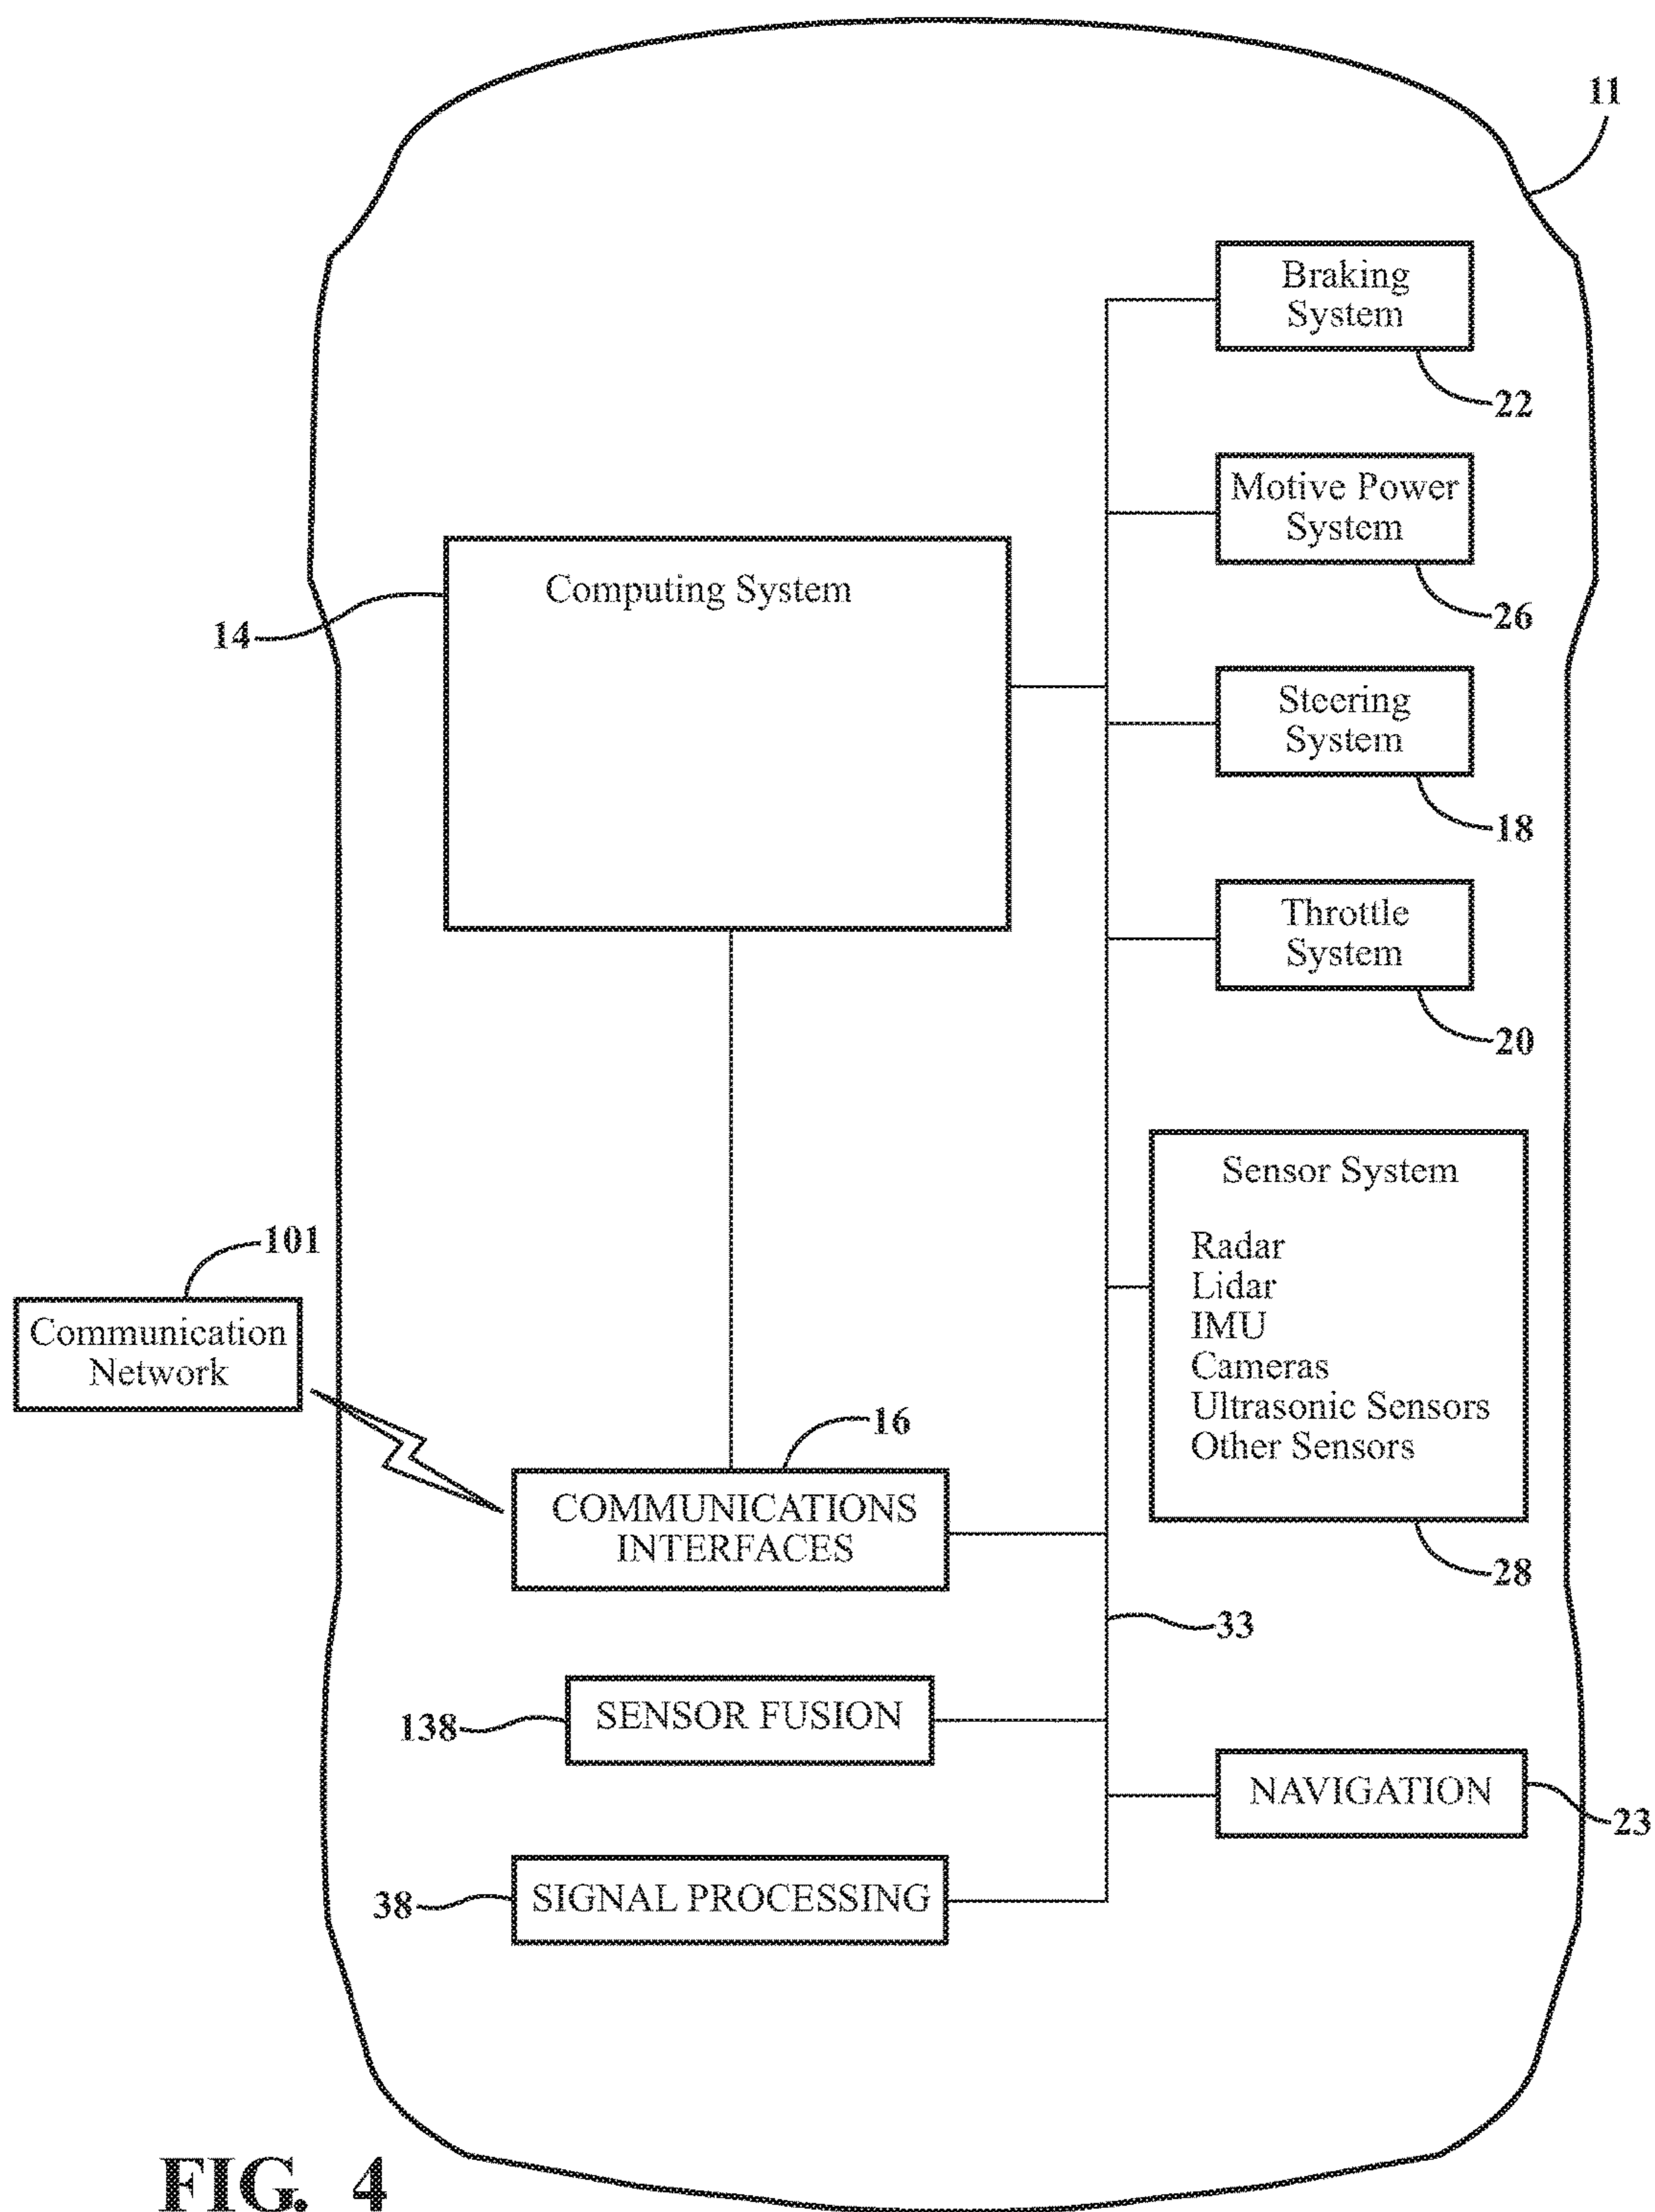 11
Braking
System
22
Motive Power
System
26
Computing System
14
Steering
System
18
Throttle
System
20
Sensor System
Radar
Lidar
IMU
Cameras
Ultrasonic Sensors
Other Sensors
28
101
Communication
Network
16
COMMUNICATIONS
INTERFACES
33
138
SENSOR FUSION
NAVIGATION
23
38
SIGNAL PROCESSING
FIG. 4